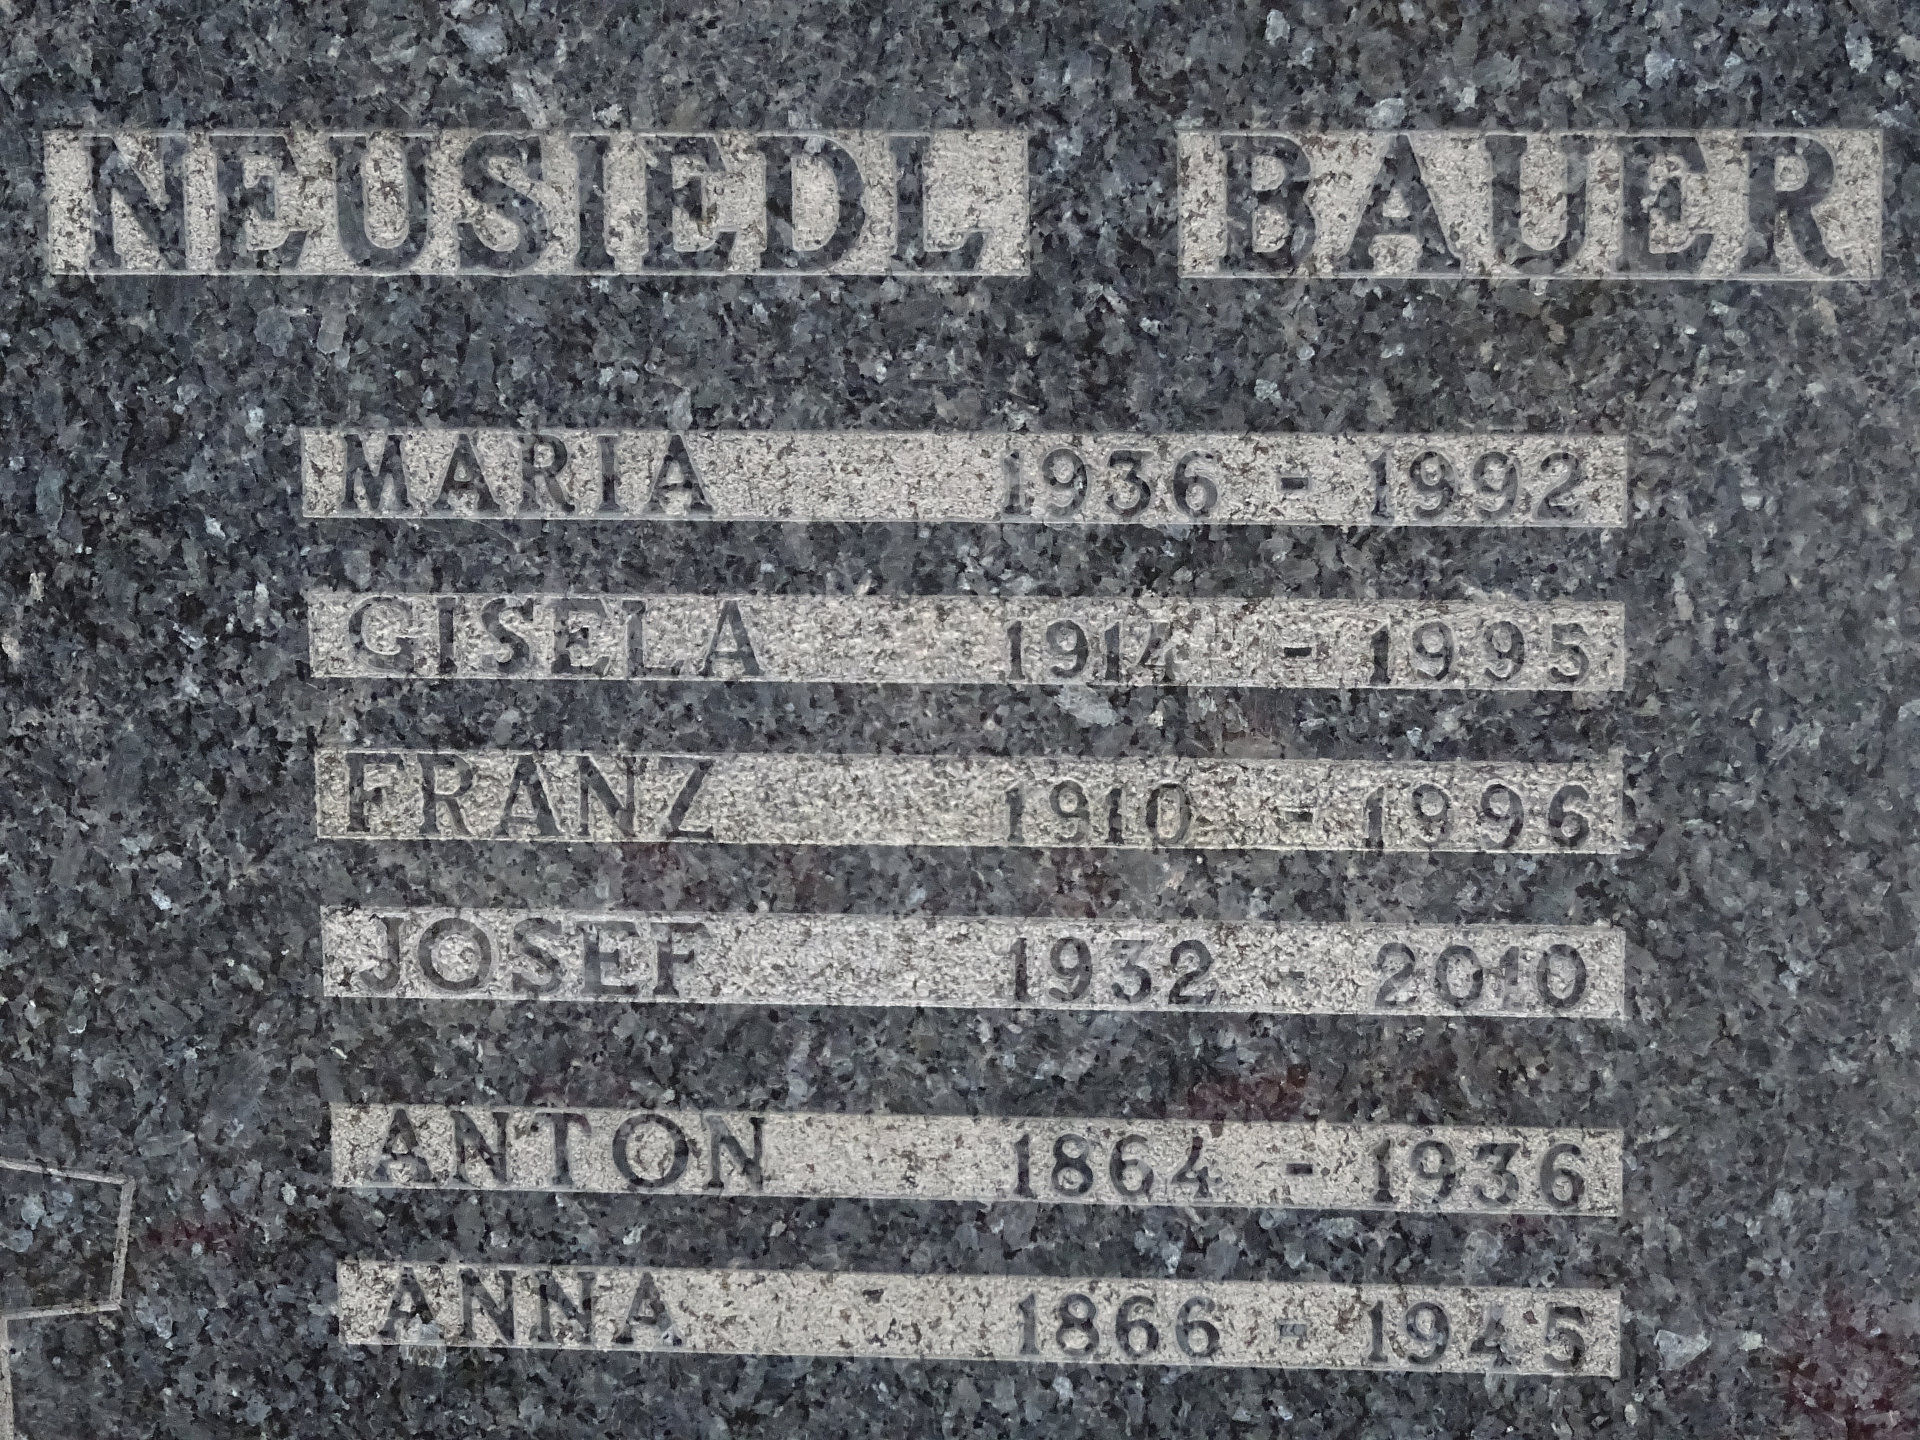 NEUSIEDL BAUER
MARIA 1936 - 1992
GISELA 1914 - 1995
FRANZ 1910 - 1996
JOSEF 1932 - 2010
ANTON 1864 - 1936
ANNA 1866 - 1945